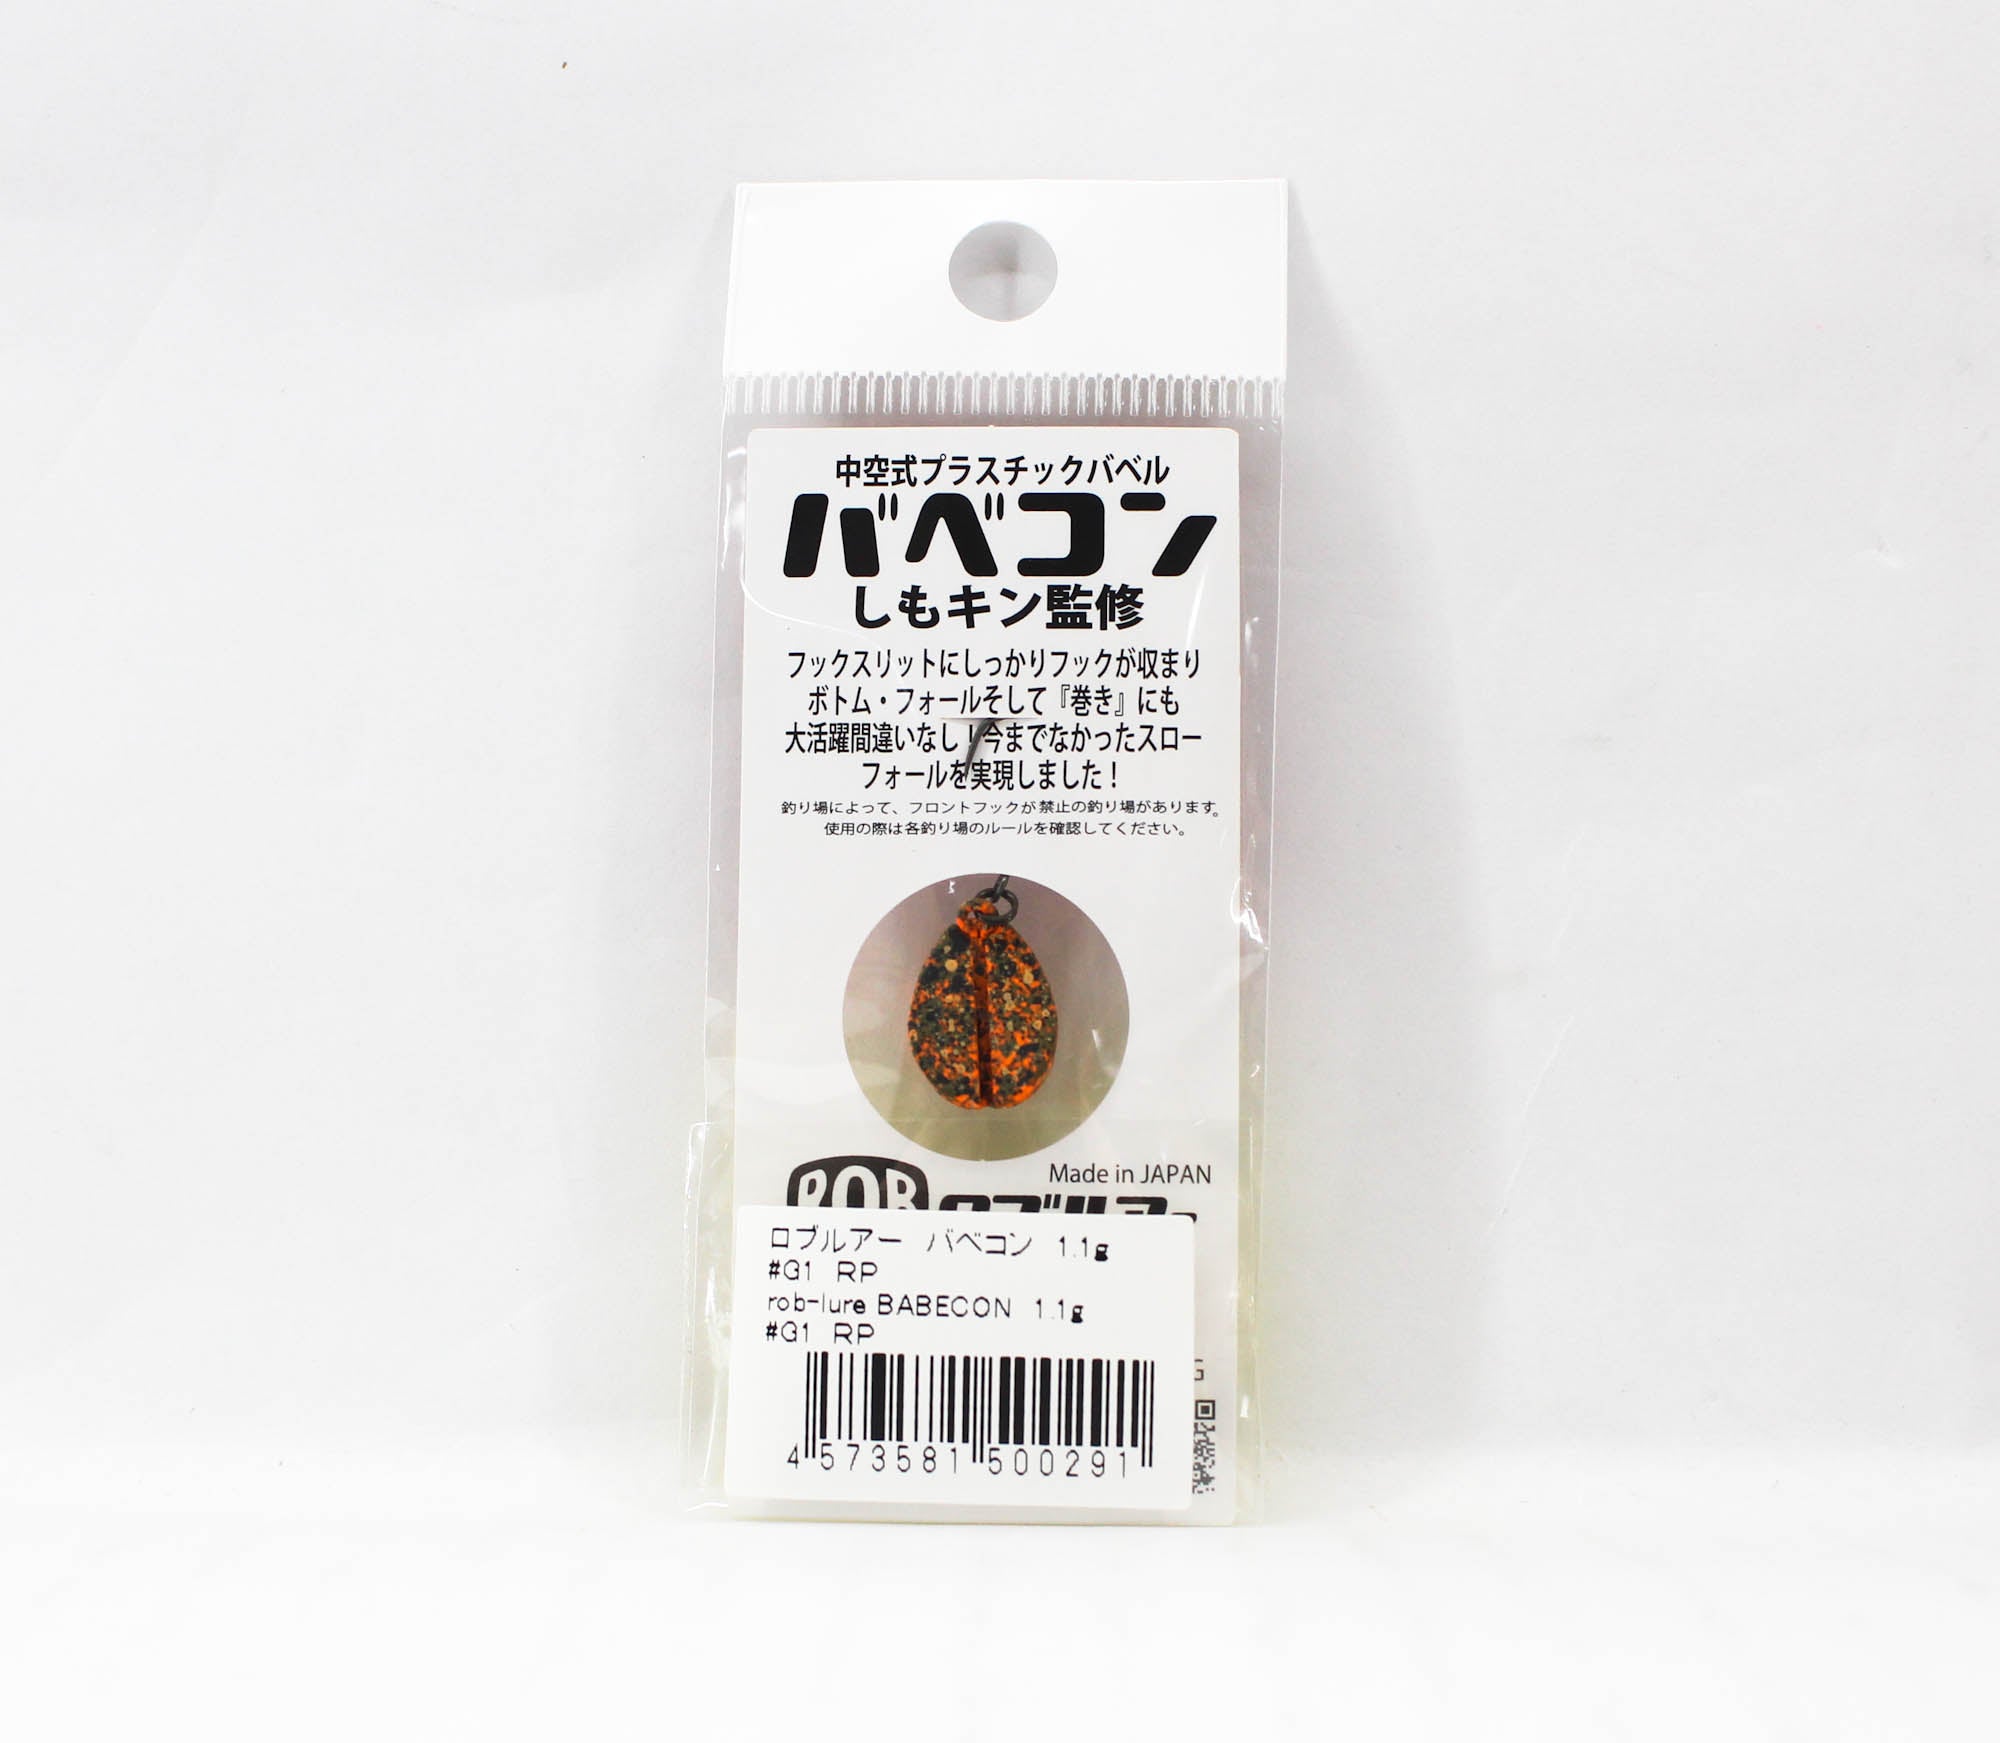 中空式プラスチックバベル
バベコン
しもキン監修
フックスリットにしっかりフックが収まり
ボトム・フォールそして『巻き』にも
大活躍間違いなし！今までなかったスロー
フォールを実現しました！
釣り場によって、フロントフックが禁止の釣り場があります。
使用の際は各釣り場のルールを確認してください。
Made in JAPAN
ROB ロブルアー
ロブルアー バベコン 1.1g
#G1 RP
rob-lure BABECON 1.1g
#G1 RP
G
4 573581 500291